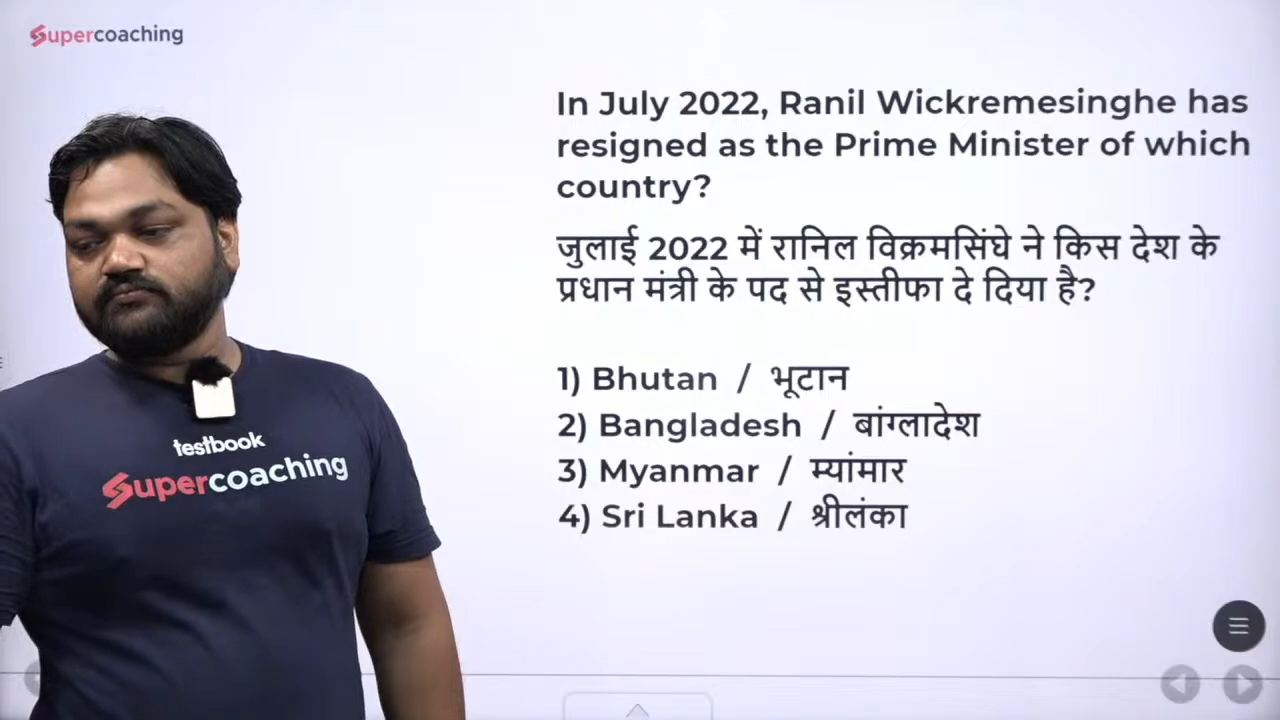 Supercoaching
In July 2022, Ranil Wickremesinghe has
resigned as the Prime Minister of which
country?
जुलाई 2022 में रानिल विक्रमसिंघे ने किस देश के
प्रधान मंत्री के पद से इस्तीफा दे दिया है?
1) Bhutan / भूटान
2) Bangladesh / बांग्लादेश
3) Myanmar / म्यांमार
4) Sri Lanka / श्रीलंका
testbook
Supercoaching